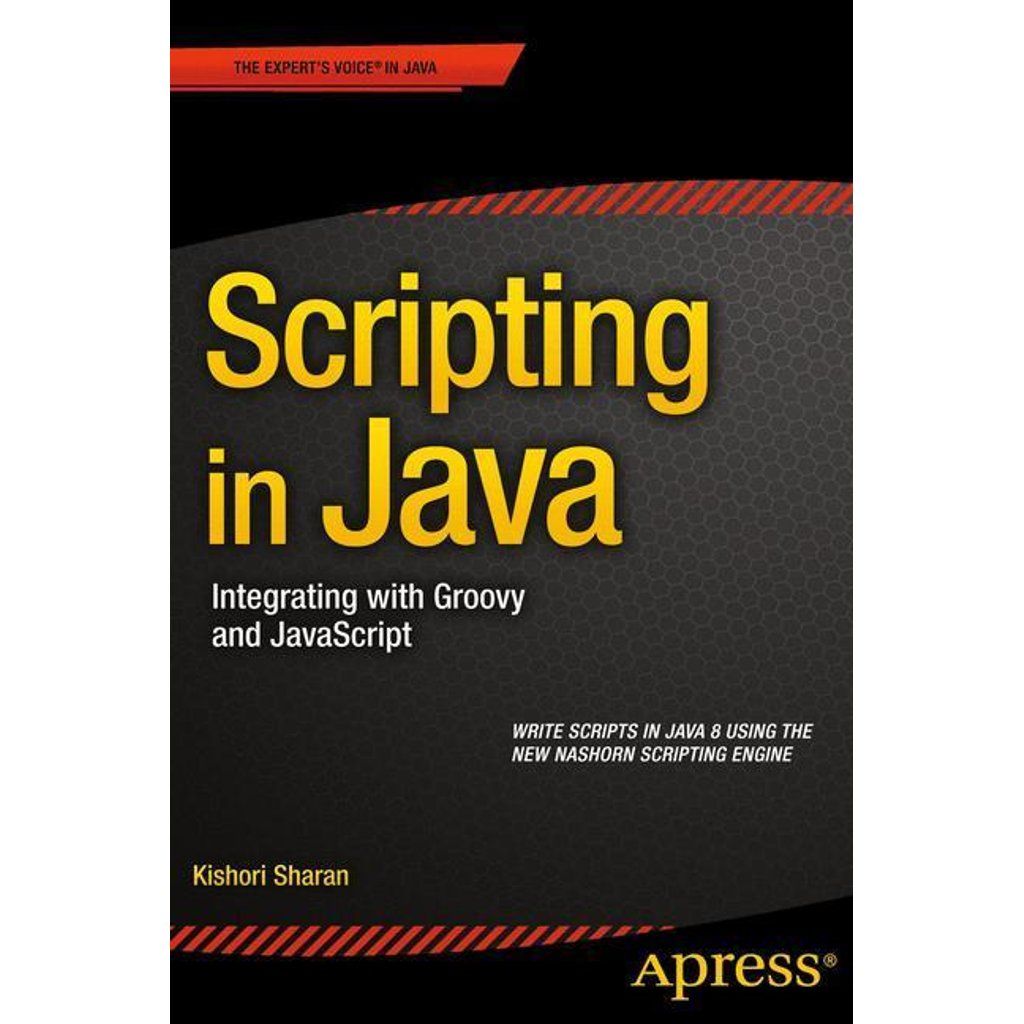 THE EXPERT'S VOICE® IN JAVA
Scripting
in Java
Integrating with Groovy
and JavaScript
WRITE SCRIPTS IN JAVA 8 USING THE
NEW NASHORN SCRIPTING ENGINE
Kishori Sharan
Apress®